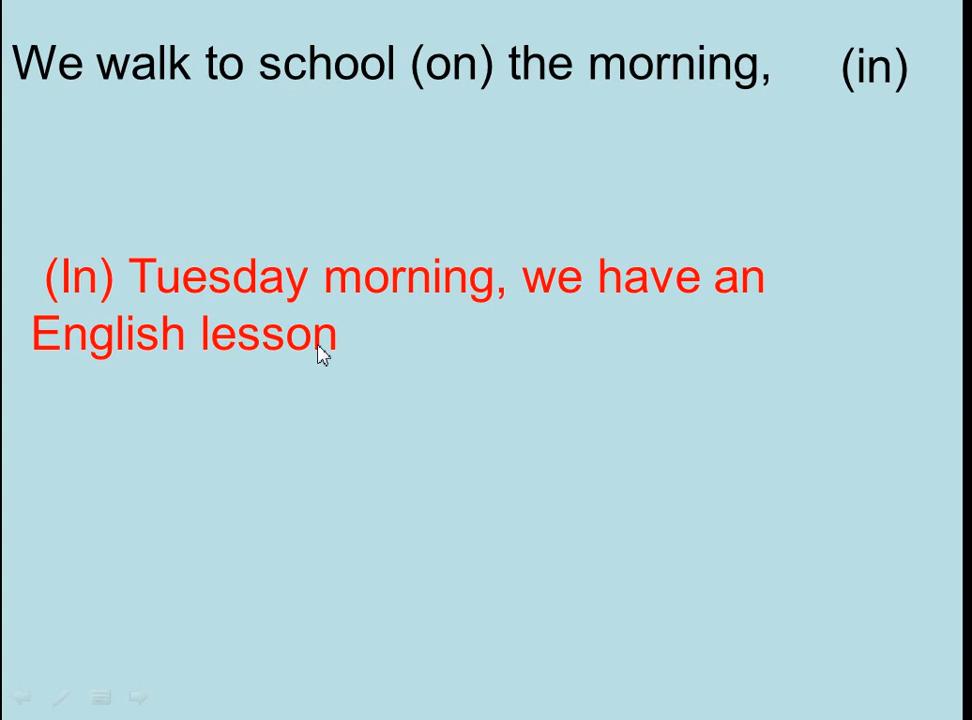 We walk to school (on) the morning, (in)
(In) Tuesday morning, we have an
English lesson